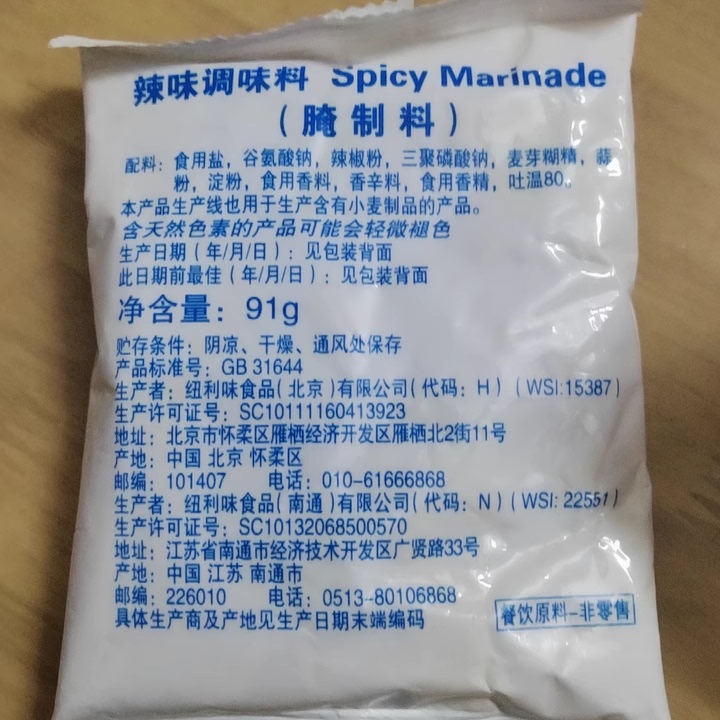 辣味调味料 Spicy Marinade
（腌制料）
配料：食用盐，谷氨酸钠，辣椒粉，三聚磷酸钠，麦芽糊精，蒜
粉，淀粉，食用香料，香辛料，食用香精，吐温80。
本产品生产线也用于生产含有小麦制品的产品。
含天然色素的产品可能会轻微褪色
生产日期（年/月/日）：见包装背面
此日期前最佳（年/月/日）：见包装背面
净含量：91g
贮存条件：阴凉、干燥、通风处保存
产品标准号：GB 31644
生产者：纽利味食品（北京）有限公司（代码：H）（WSI:15387）
生产许可证号：SC10111160413923
地址：北京市怀柔区雁栖经济开发区雁栖北2街11号
产地：中国 北京 怀柔区
邮编：101407 电话：010-61666868
生产者：纽利味食品（南通）有限公司（代码：N）（WSI: 22551）
生产许可证号：SC10132068500570
地址：江苏省南通市经济技术开发区广贤路33号
产地：中国 江苏 南通市
邮编：226010 电话：0513-80106868
具体生产商及产地见生产日期末端编码
餐饮原料-非零售